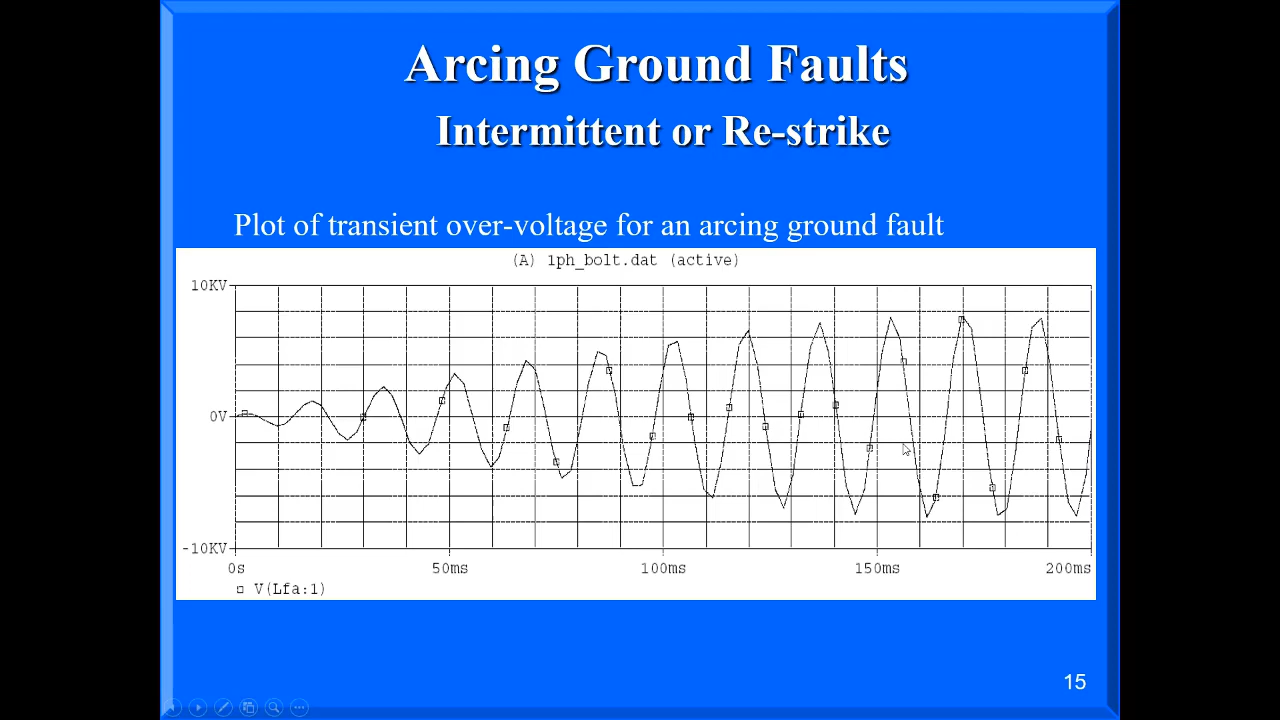 Arcing Ground Faults
Intermittent or Re-strike
Plot of transient over-voltage for an arcing ground fault
(A) 1ph_bolt.dat (active)
10KV
0V
-10KV
0s 50ms 100ms 150ms 200ms
V(Lfa:1)
15